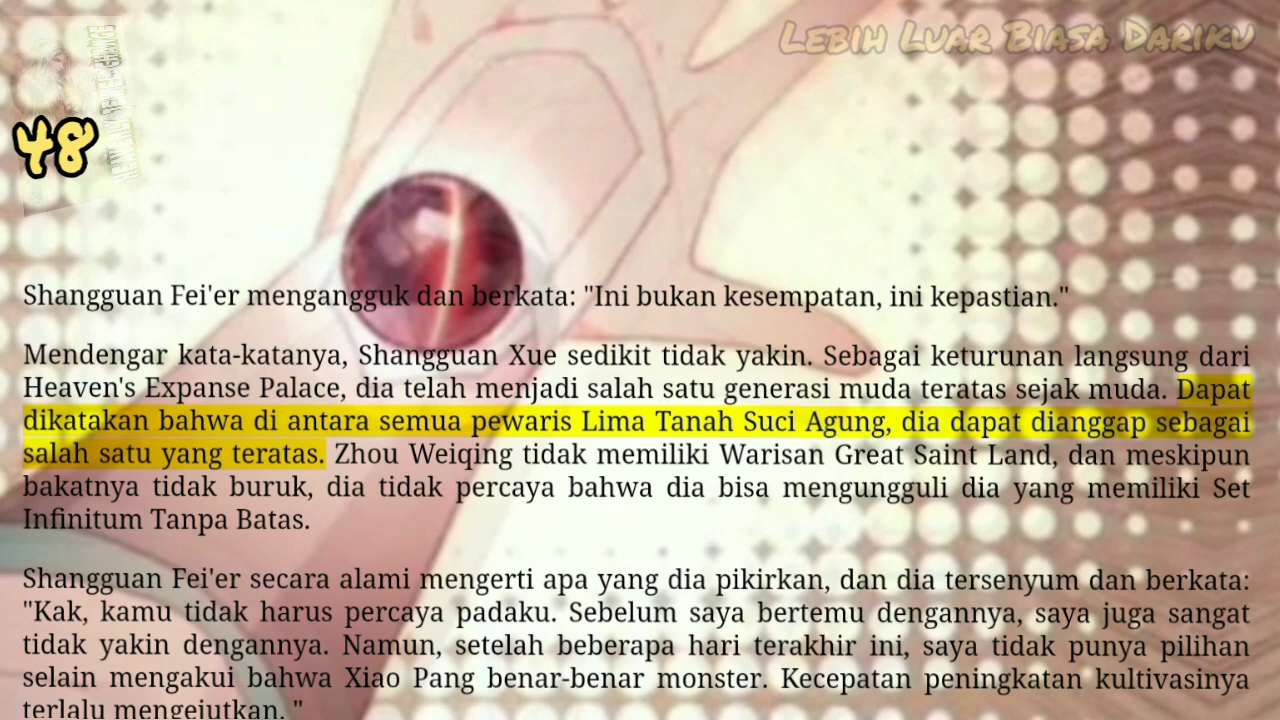 Lebih Luar Biasa Dariku
48
Shangguan Fei'er mengangguk dan berkata: "Ini bukan kesempatan, ini kepastian."
Mendengar kata-katanya, Shangguan Xue sedikit tidak yakin. Sebagai keturunan langsung dari
Heaven's Expanse Palace, dia telah menjadi salah satu generasi muda teratas sejak muda. Dapat
dikatakan bahwa di antara semua pewaris Lima Tanah Suci Agung, dia dapat dianggap sebagai
salah satu yang teratas. Zhou Weiqing tidak memiliki Warisan Great Saint Land, dan meskipun
bakatnya tidak buruk, dia tidak percaya bahwa dia bisa mengungguli dia yang memiliki Set
Infinitum Tanpa Batas.
Shangguan Fei'er secara alami mengerti apa yang dia pikirkan, dan dia tersenyum dan berkata:
"Kak, kamu tidak harus percaya padaku. Sebelum saya bertemu dengannya, saya juga sangat
tidak yakin dengannya. Namun, setelah beberapa hari terakhir ini, saya tidak punya pilihan
selain mengakui bahwa Xiao Pang benar-benar monster. Kecepatan peningkatan kultivasinya
terlalu mengejutkan. "